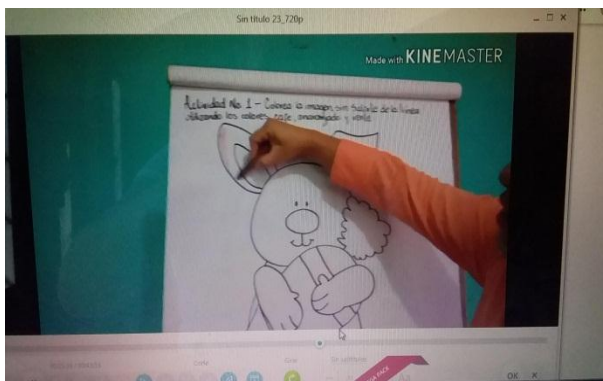 Sin título 23_720p
Made with KINEMASTER
Actividad No 1 - Colorea la imagen, sin salirte de la línea
utilizando los colores, café, anaranjado y verde
OK